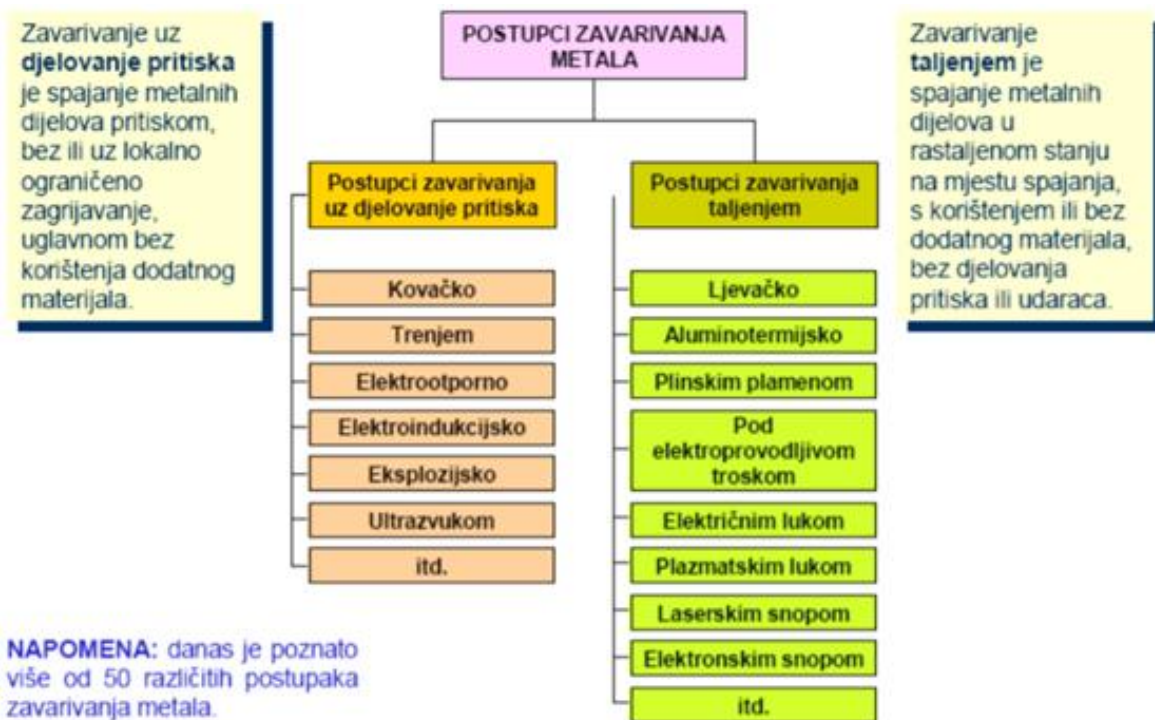 Zavarivanje uz
djelovanje pritiska
je spajanje metalnih
dijelova pritiskom,
bez ili uz lokalno
ograničeno
zagrijavanje,
uglavnom bez
korištenja dodatnog
materijala.
POSTUPCI ZAVARIVANJA
METALA
Zavarivanje
taljenjem je
spajanje metalnih
dijelova u
rastaljenom stanju
na mjestu spajanja,
s korištenjem ili bez
dodatnog materijala,
bez djelovanja
pritiska ili udaraca.
Postupci zavarivanja
uz djelovanje pritiska
Kovačko
Trenjem
Elektrootporno
Elektroindukcijsko
Eksplozijsko
Ultrazvukom
itd.
Postupci zavarivanja
taljenjem
Ljevačko
Aluminotermijsko
Plinskim plamenom
Pod
elektroprovodljivom
troskom
Električnim lukom
Plazmatskim lukom
Laserskim snopom
Elektronskim snopom
itd.
NAPOMENA: danas je poznato
više od 50 različitih postupaka
zavarivanja metala.